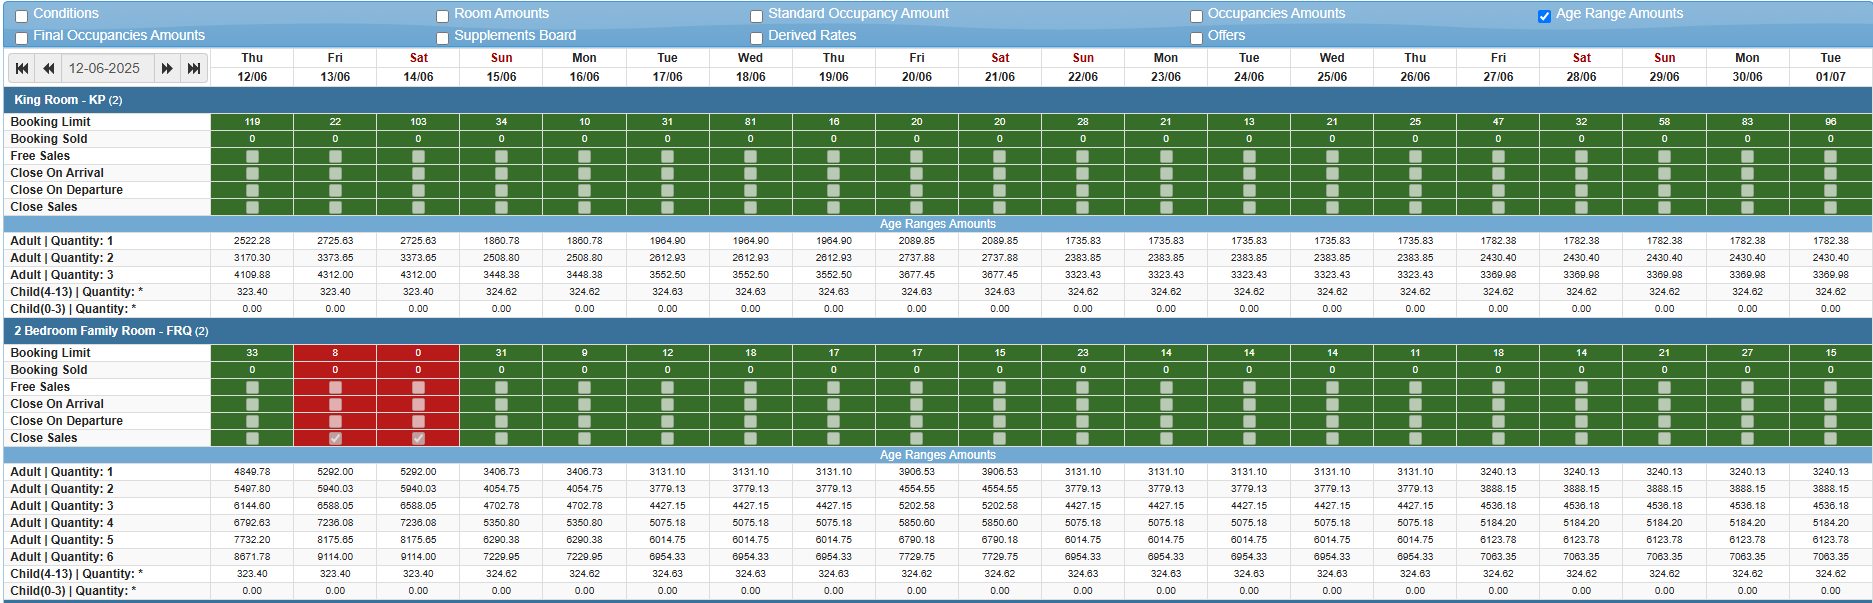 Conditions Room Amounts Standard Occupancy Amount Occupancies Amounts Age Range Amounts
Final Occupancies Amounts Supplements Board Derived Rates Offers
12-06-2025
Thu Fri Sat Sun Mon Tue Wed Thu Fri Sat Sun Mon Tue Wed Thu Fri Sat Sun Mon Tue
12/06 13/06 14/06 15/06 16/06 17/06 18/06 19/06 20/06 21/06 22/06 23/06 24/06 25/06 26/06 27/06 28/06 29/06 30/06 01/07
King Room - KP (2)
Booking Limit 119 22 103 34 10 31 81 16 20 20 28 21 13 21 25 47 32 58 83 96
Booking Sold 0 0 0 0 0 0 0 0 0 0 0 0 0 0 0 0 0 0 0 0
Free Sales
Close On Arrival
Close On Departure
Close Sales
Age Ranges Amounts
Adult | Quantity: 1 2522.28 2725.63 2725.63 1860.78 1860.78 1964.90 1964.90 1964.90 2089.85 2089.85 1735.83 1735.83 1735.83 1735.83 1735.83 1782.38 1782.38 1782.38 1782.38 1782.38
Adult | Quantity: 2 3170.30 3373.65 3373.65 2508.80 2508.80 2612.93 2612.93 2612.93 2737.88 2737.88 2383.85 2383.85 2383.85 2383.85 2383.85 2430.40 2430.40 2430.40 2430.40 2430.40
Adult | Quantity: 3 4109.88 4312.00 4312.00 3448.38 3448.38 3552.50 3552.50 3552.50 3677.45 3677.45 3323.43 3323.43 3323.43 3323.43 3323.43 3369.98 3369.98 3369.98 3369.98 3369.98
Child(4-13) | Quantity: * 323.40 323.40 323.40 324.62 324.62 324.63 324.63 324.63 324.63 324.63 324.62 324.62 324.62 324.62 324.62 324.62 324.62 324.62 324.62 324.62
Child(0-3) | Quantity: * 0.00 0.00 0.00 0.00 0.00 0.00 0.00 0.00 0.00 0.00 0.00 0.00 0.00 0.00 0.00 0.00 0.00 0.00 0.00 0.00
2 Bedroom Family Room - FRQ (2)
Booking Limit 33 8 0 31 9 12 18 17 17 15 23 14 14 14 11 18 14 21 27 15
Booking Sold 0 0 0 0 0 0 0 0 0 0 0 0 0 0 0 0 0 0 0 0
Free Sales
Close On Arrival
Close On Departure
Close Sales
Age Ranges Amounts
Adult | Quantity: 1 4849.78 5292.00 5292.00 3406.73 3406.73 3131.10 3131.10 3131.10 3906.53 3906.53 3131.10 3131.10 3131.10 3131.10 3131.10 3240.13 3240.13 3240.13 3240.13 3240.13
Adult | Quantity: 2 5497.80 5940.03 5940.03 4054.75 4054.75 3779.13 3779.13 3779.13 4554.55 4554.55 3779.13 3779.13 3779.13 3779.13 3779.13 3888.15 3888.15 3888.15 3888.15 3888.15
Adult | Quantity: 3 6144.60 6588.05 6588.05 4702.78 4702.78 4427.15 4427.15 4427.15 5202.58 5202.58 4427.15 4427.15 4427.15 4427.15 4427.15 4536.18 4536.18 4536.18 4536.18 4536.18
Adult | Quantity: 4 6792.63 7236.08 7236.08 5350.80 5350.80 5075.18 5075.18 5075.18 5850.60 5850.60 5075.18 5075.18 5075.18 5075.18 5075.18 5184.20 5184.20 5184.20 5184.20 5184.20
Adult | Quantity: 5 7732.20 8175.65 8175.65 6290.38 6290.38 6014.75 6014.75 6014.75 6790.18 6790.18 6014.75 6014.75 6014.75 6014.75 6014.75 6123.78 6123.78 6123.78 6123.78 6123.78
Adult | Quantity: 6 8671.78 9114.00 9114.00 7229.95 7229.95 6954.33 6954.33 6954.33 7729.75 7729.75 6954.33 6954.33 6954.33 6954.33 6954.33 7063.35 7063.35 7063.35 7063.35 7063.35
Child(4-13) | Quantity: * 323.40 323.40 323.40 324.62 324.62 324.63 324.63 324.63 324.62 324.62 324.63 324.63 324.63 324.63 324.63 324.62 324.62 324.62 324.62 324.62
Child(0-3) | Quantity: * 0.00 0.00 0.00 0.00 0.00 0.00 0.00 0.00 0.00 0.00 0.00 0.00 0.00 0.00 0.00 0.00 0.00 0.00 0.00 0.00